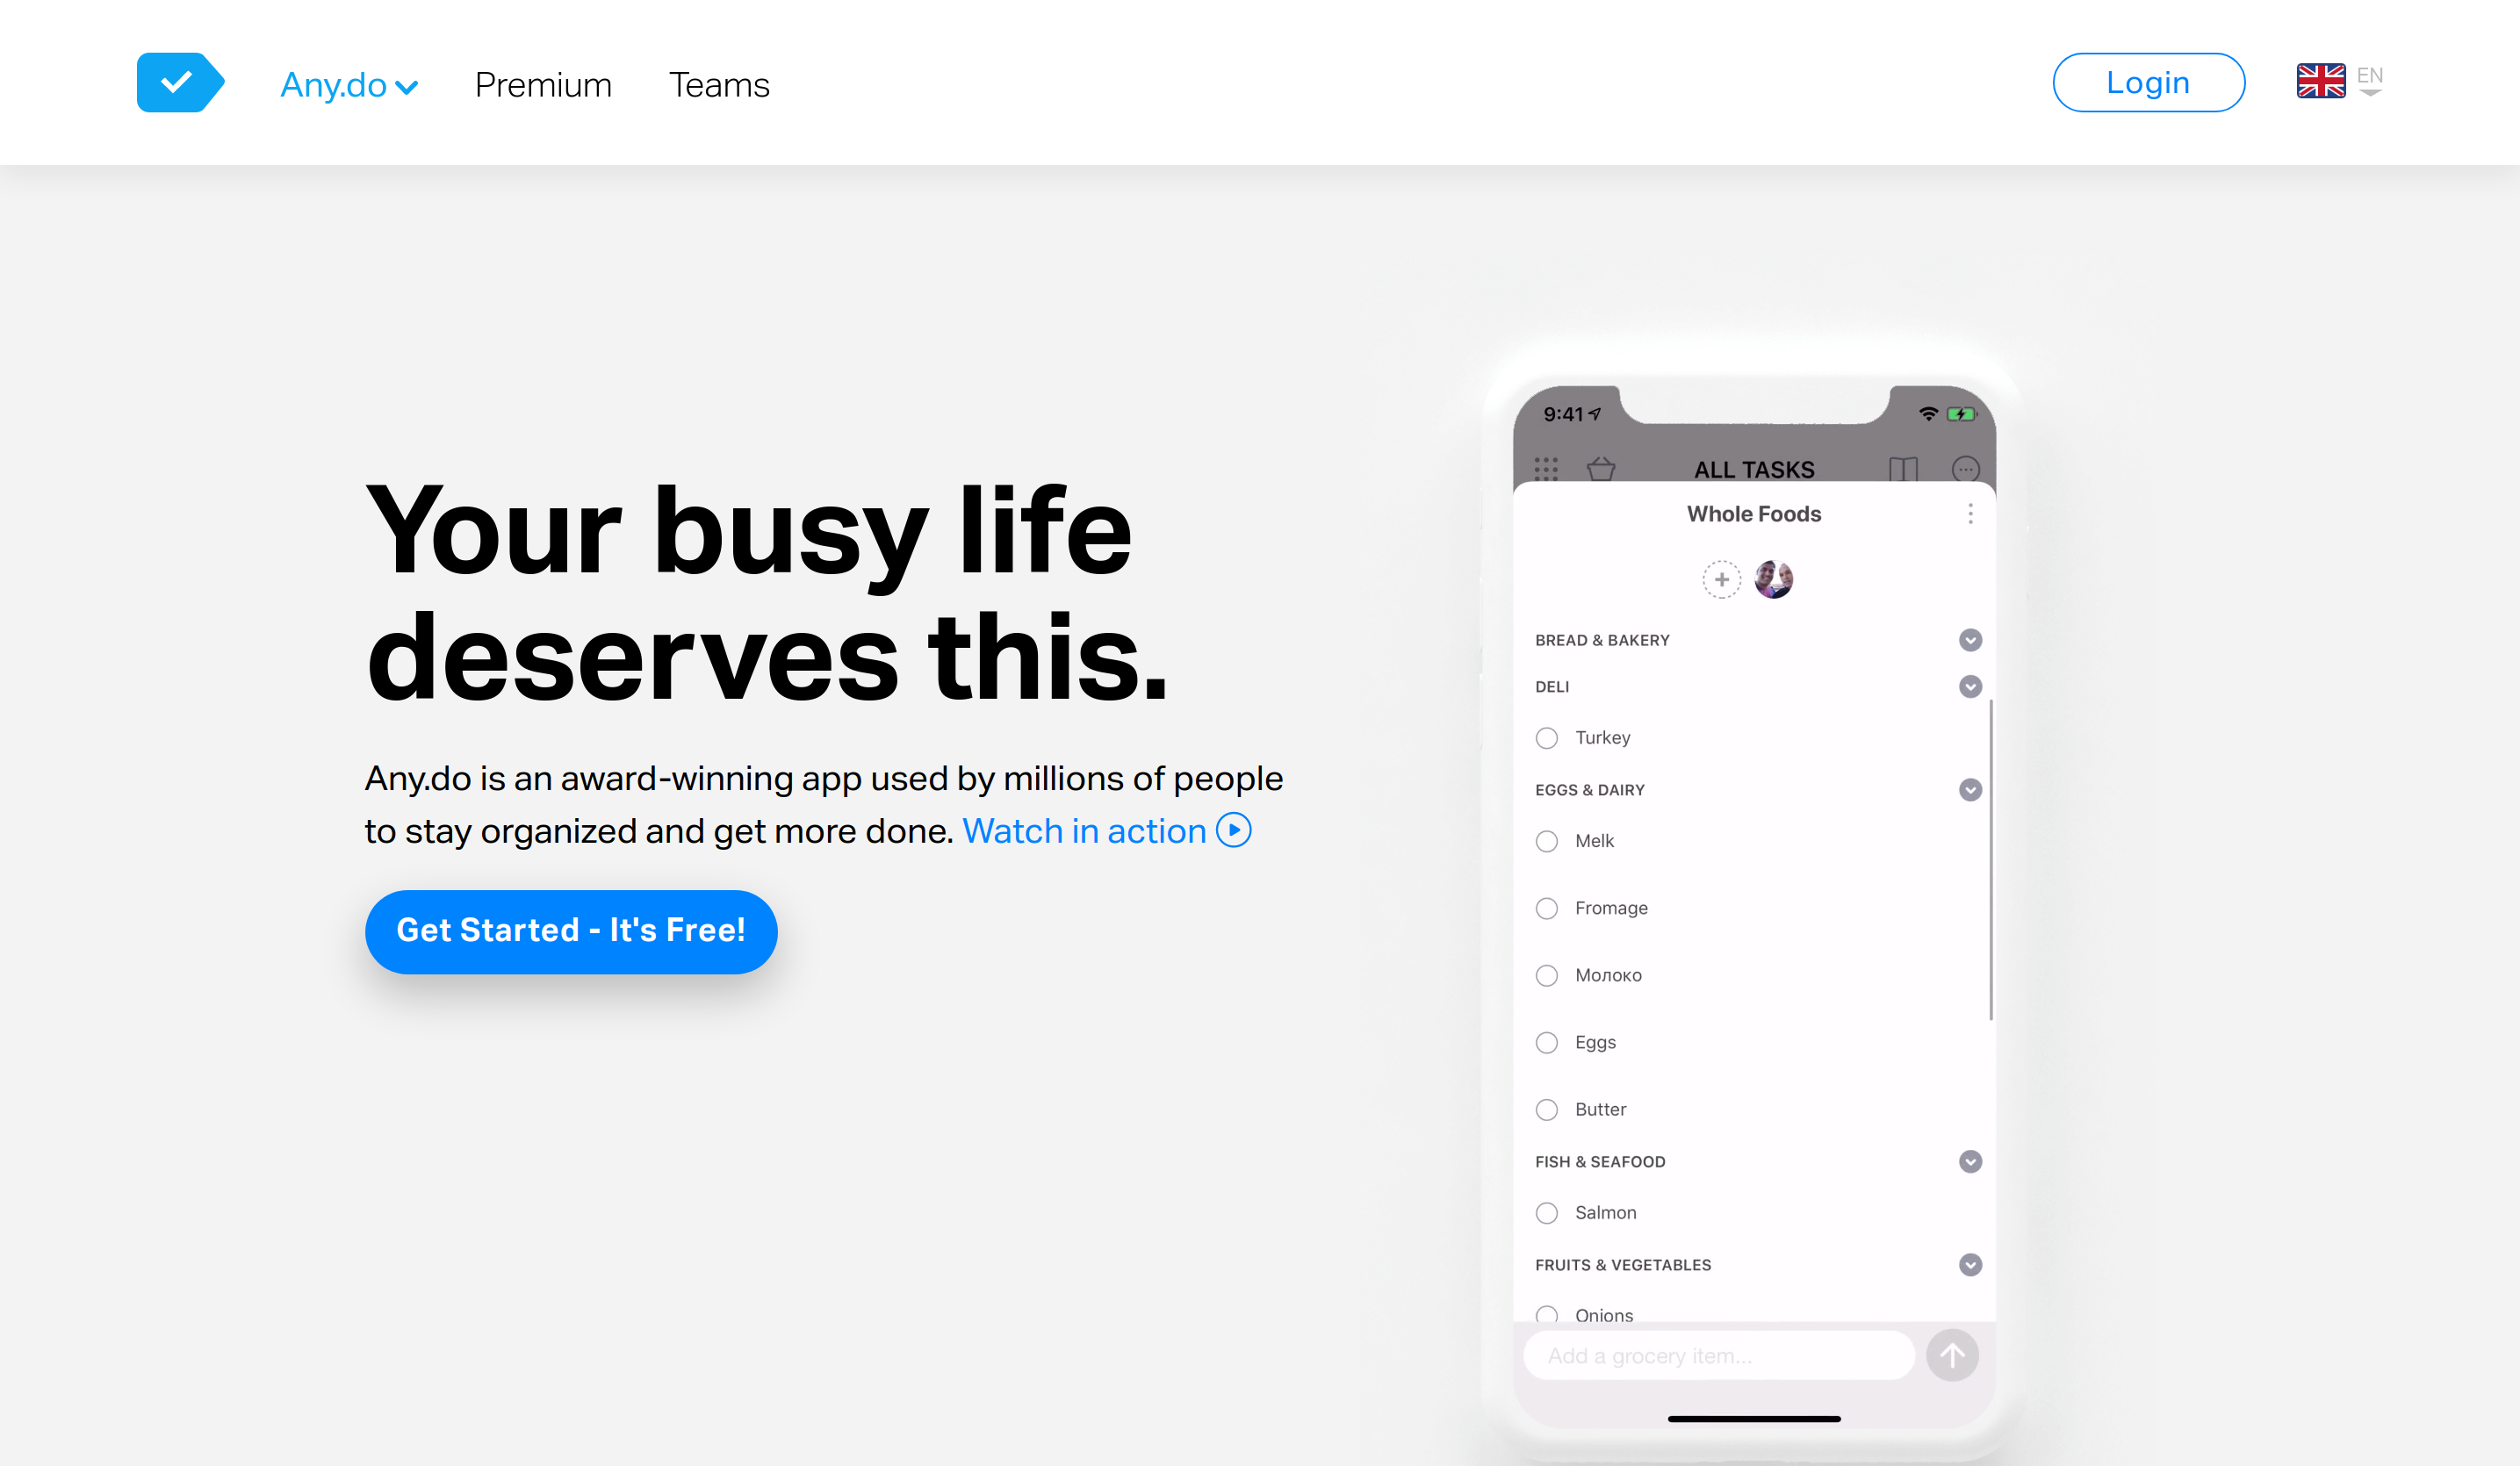 Any.do
Premium
Teams
Login
EN
Your busy life
deserves this.
Any.do is an award-winning app used by millions of people
to stay organized and get more done. Watch in action
Get Started - It's Free!
9:41
ALL TASKS
Whole Foods
BREAD & BAKERY
DELI
Turkey
EGGS & DAIRY
Melk
Fromage
Молоко
Eggs
Butter
FISH & SEAFOOD
Salmon
FRUITS & VEGETABLES
Onions
Add a grocery item...